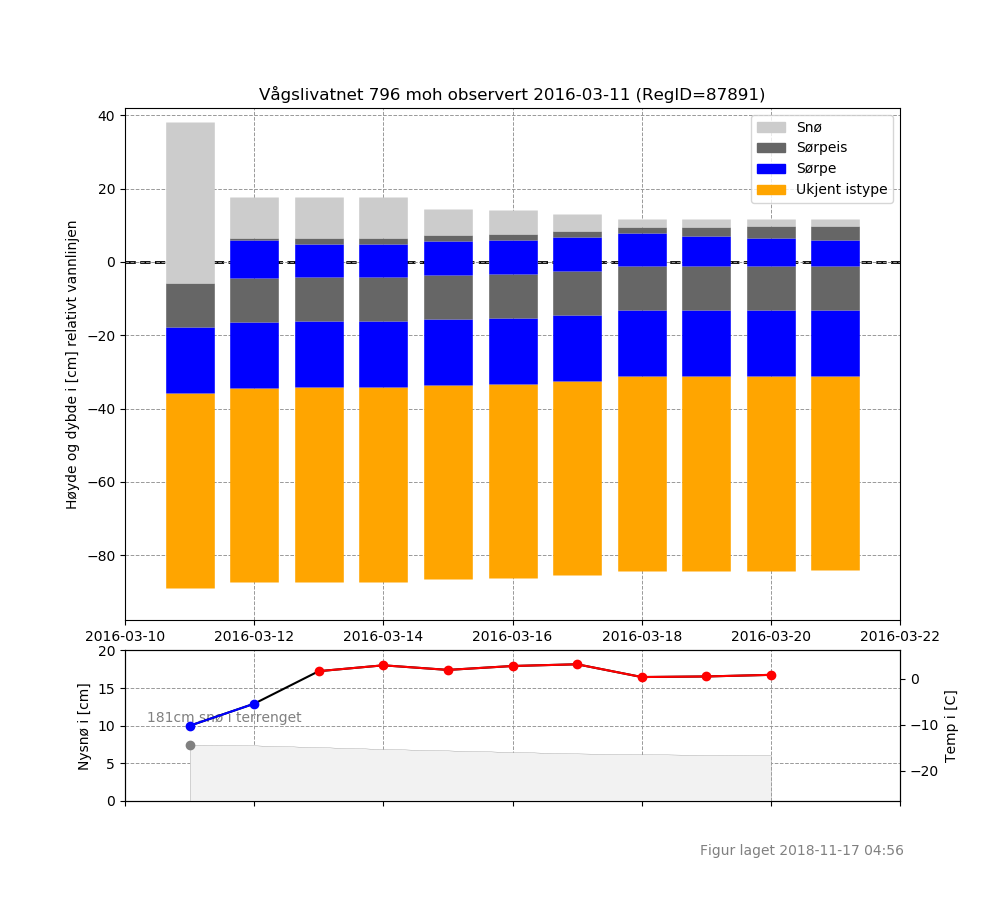 Vågslivatnet 796 moh observert 2016-03-11 (RegID=87891)
Høyde og dybde i [cm] relativt vannlinjen
40
20
0
−20
−40
−60
−80
Snø
Sørpeis
Sørpe
Ukjent istype
2016-03-10 2016-03-12 2016-03-14 2016-03-16 2016-03-18 2016-03-20 2016-03-22
Nysnø i [cm]
20
15
10
5
0
181cm snø i terrenget
0
−10
−20
Temp i [C]
Figur laget 2018-11-17 04:56